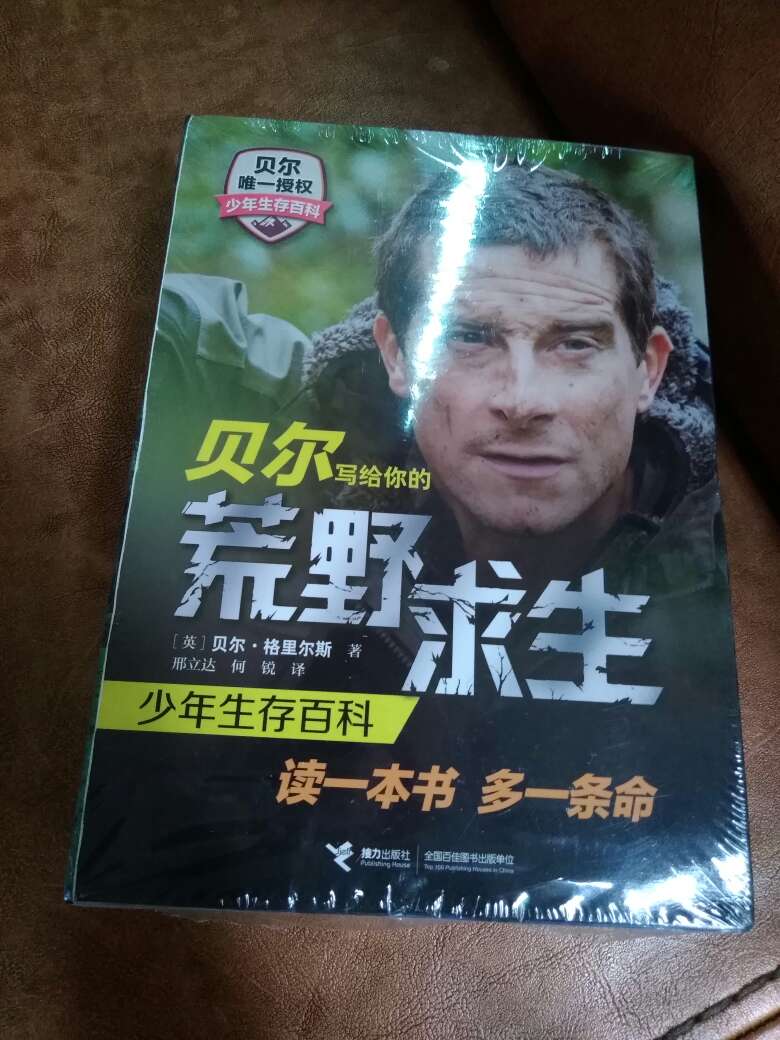 贝尔
唯一授权
少年生存百科
贝尔写给你的
荒野求生
[英] 贝尔·格里尔斯 著
邢立达 何锐 译
少年生存百科
读一本书 多一条命
接力出版社
Publishing House
全国百佳图书出版单位
Top 100 Publishing Houses in China